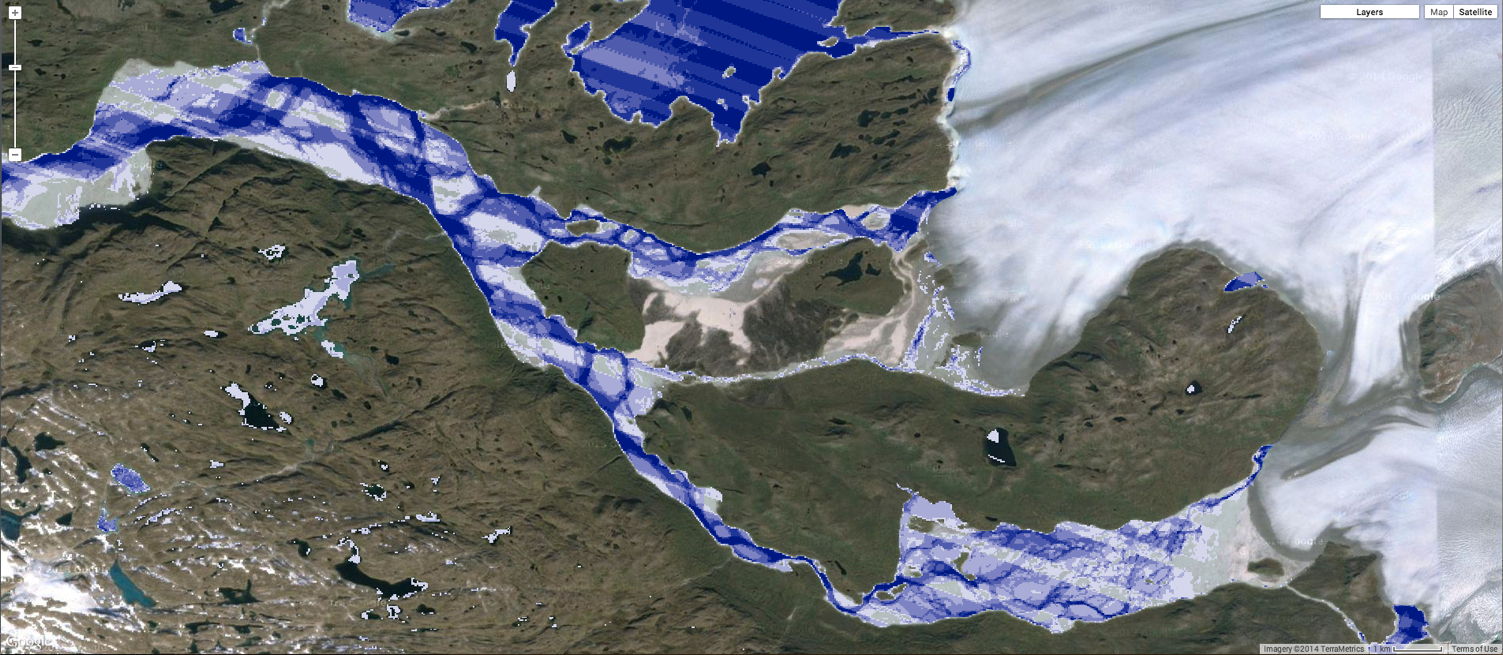 +
Layers
Map
Satellite
−
Google
Imagery ©2014 TerraMetrics
1 km
Terms of Use